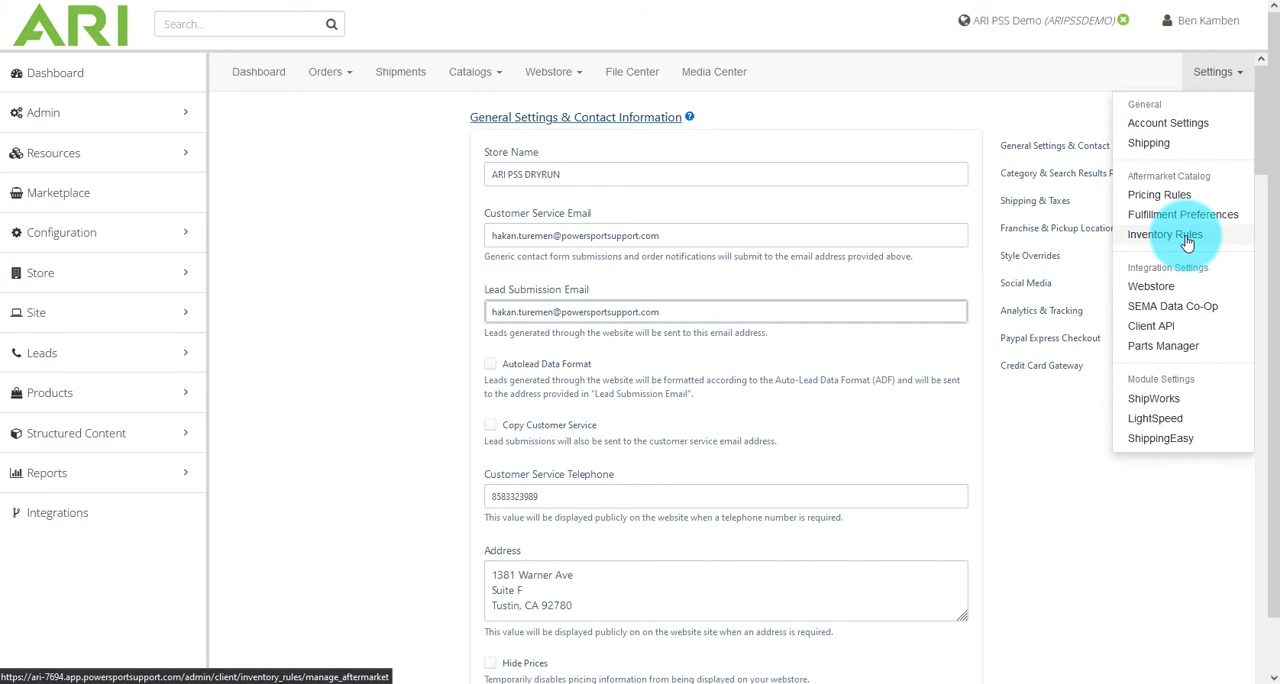 ARI
Search...
ARI PSS Demo (ARIPSSDEMO)
Ben Kamben
Dashboard
Admin
Resources
Marketplace
Configuration
Store
Site
Leads
Products
Structured Content
Reports
Integrations
Dashboard
Orders
Shipments
Catalogs
Webstore
File Center
Media Center
Settings
General
Account Settings
Shipping
Aftermarket Catalog
Pricing Rules
Fulfillment Preferences
Inventory Rules
Integration Settings
Webstore
SEMA Data Co-Op
Client API
Parts Manager
Module Settings
ShipWorks
LightSpeed
ShippingEasy
General Settings & Contact Information
Store Name
ARI PSS DRYRUN
Customer Service Email
hakan.turemen@powersportsupport.com
Generic contact form submissions and order notifications will submit to the email address provided above.
Lead Submission Email
hakan.turemen@powersportsupport.com
Leads generated through the website will be sent to this email address.
Autolead Data Format
Leads generated through the website will be formatted according to the Auto-Lead Data Format (ADF) and will be sent
to the address provided in "Lead Submission Email".
Copy Customer Service
Lead submissions will also be sent to the customer service email address.
Customer Service Telephone
8583323989
This value will be displayed publicly on the website when a telephone number is required.
Address
1381 Warner Ave
Suite F
Tustin, CA 92780
This value will be displayed publicly on on the website site when an address is required.
Hide Prices
Temporarily disables pricing information from being displayed on your webstore.
General Settings & Contact
Category & Search Results P
Shipping & Taxes
Franchise & Pickup Location
Style Overrides
Social Media
Analytics & Tracking
Paypal Express Checkout
Credit Card Gateway
https://ari-7694.app.powersportsupport.com/admin/client/inventory_rules/manage_aftermarket